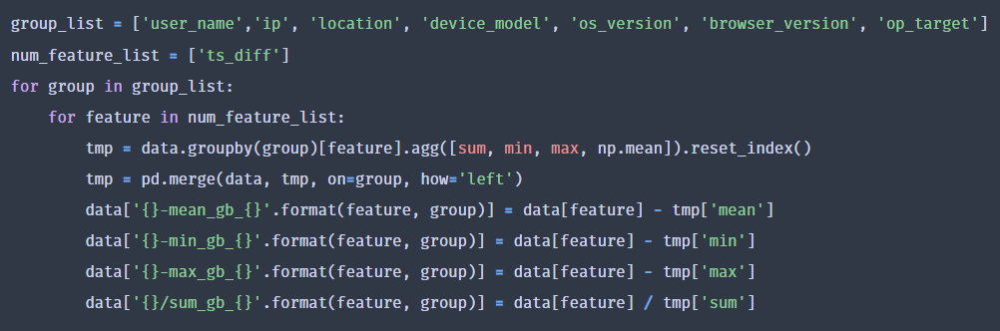 group_list = ['user_name','ip', 'location', 'device_model', 'os_version', 'browser_version', 'op_target']
num_feature_list = ['ts_diff']
for group in group_list:
    for feature in num_feature_list:
        tmp = data.groupby(group)[feature].agg([sum, min, max, np.mean]).reset_index()
        tmp = pd.merge(data, tmp, on=group, how='left')
        data['{}-mean_gb_{}'.format(feature, group)] = data[feature] - tmp['mean']
        data['{}-min_gb_{}'.format(feature, group)] = data[feature] - tmp['min']
        data['{}-max_gb_{}'.format(feature, group)] = data[feature] - tmp['max']
        data['{}/sum_gb_{}'.format(feature, group)] = data[feature] / tmp['sum']